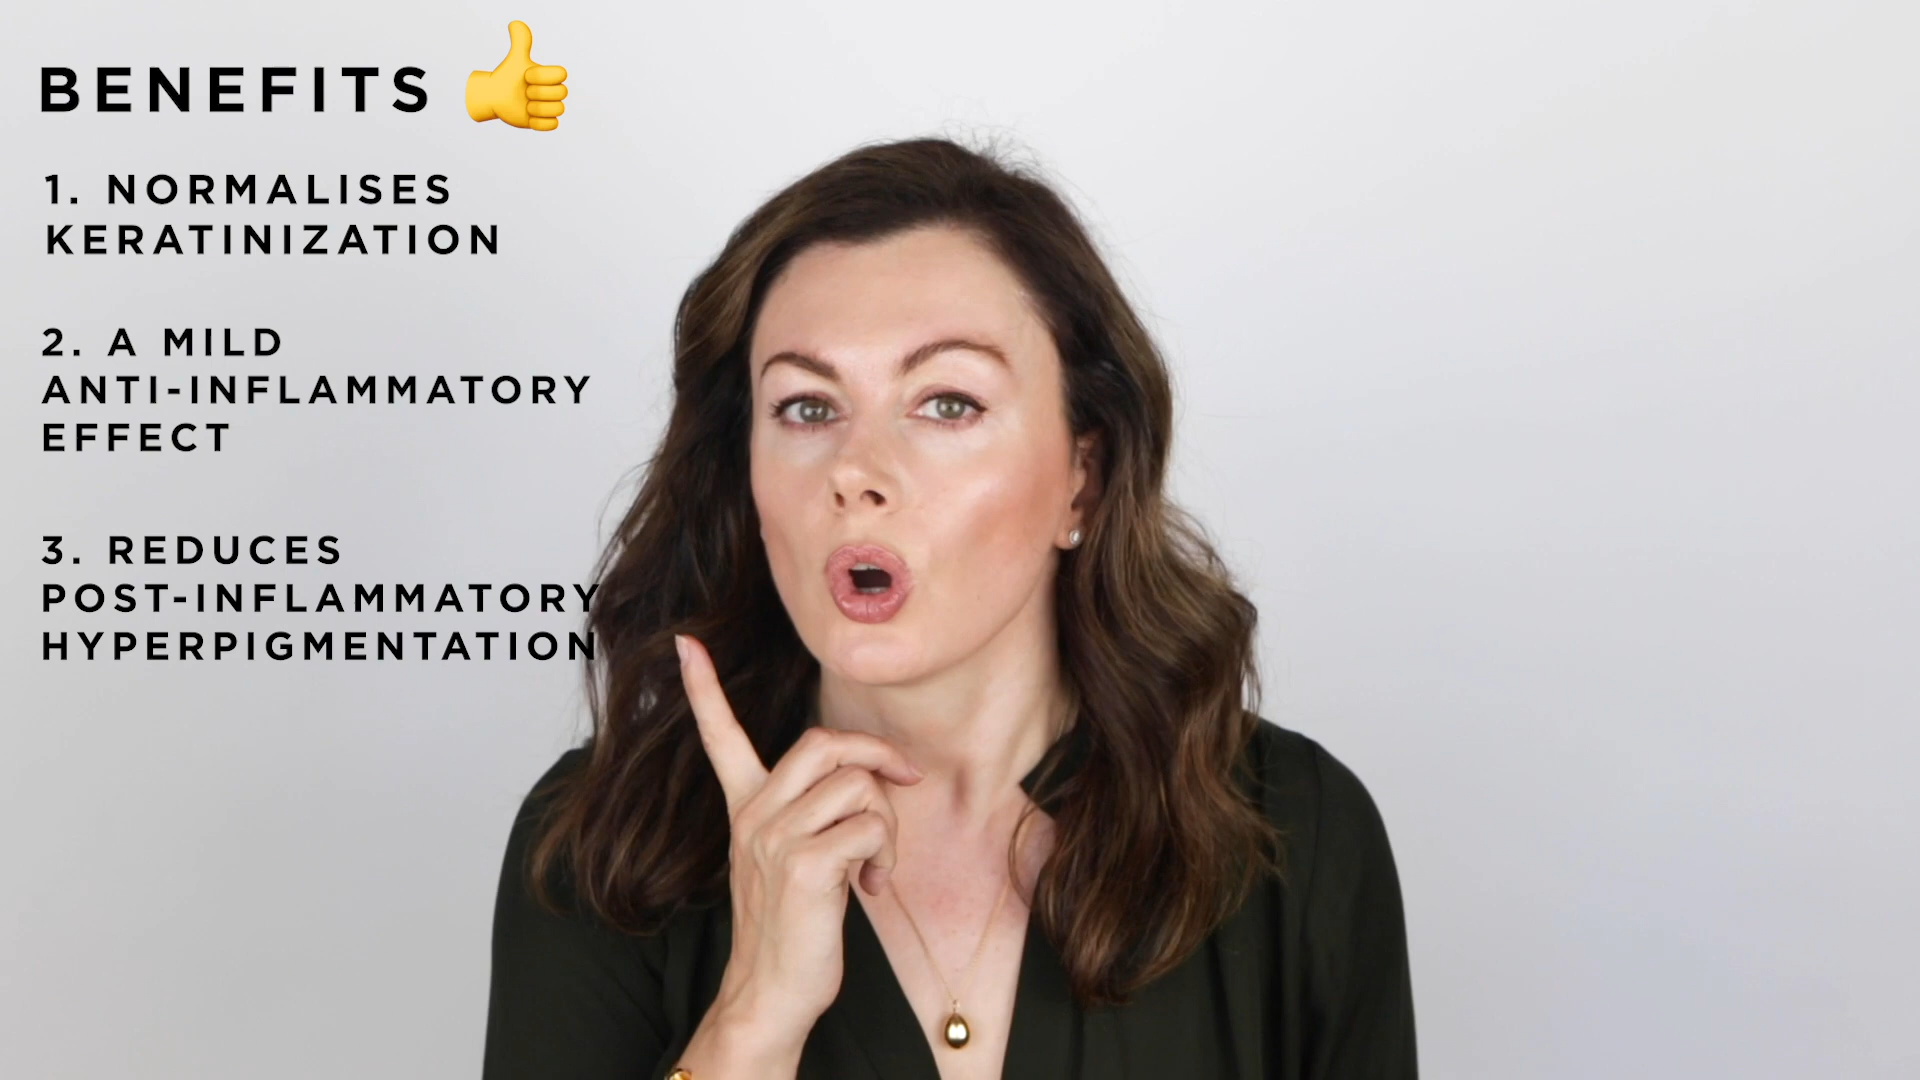 BENEFITS 👍
1. NORMALISES
KERATINIZATION
2. A MILD
ANTI-INFLAMMATORY
EFFECT
3. REDUCES
POST-INFLAMMATORY
HYPERPIGMENTATION